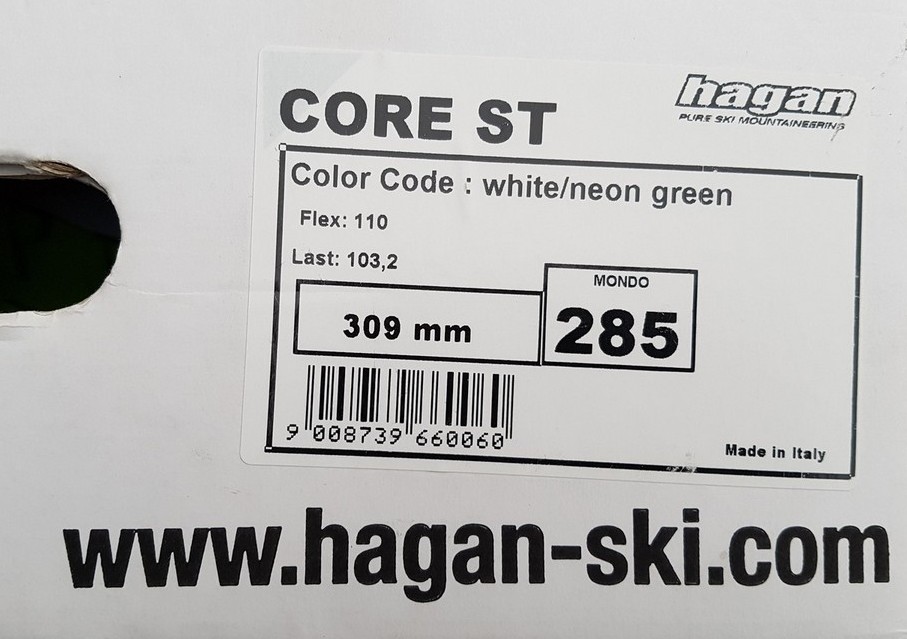 hagan
PURE SKI MOUNTAINEERING
CORE ST
Color Code : white/neon green
Flex: 110
Last: 103,2
MONDO
309 mm
285
9 008739 660060
Made in Italy
www.hagan-ski.com